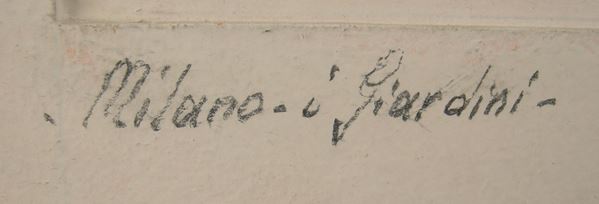 - Milano - i Giardini -